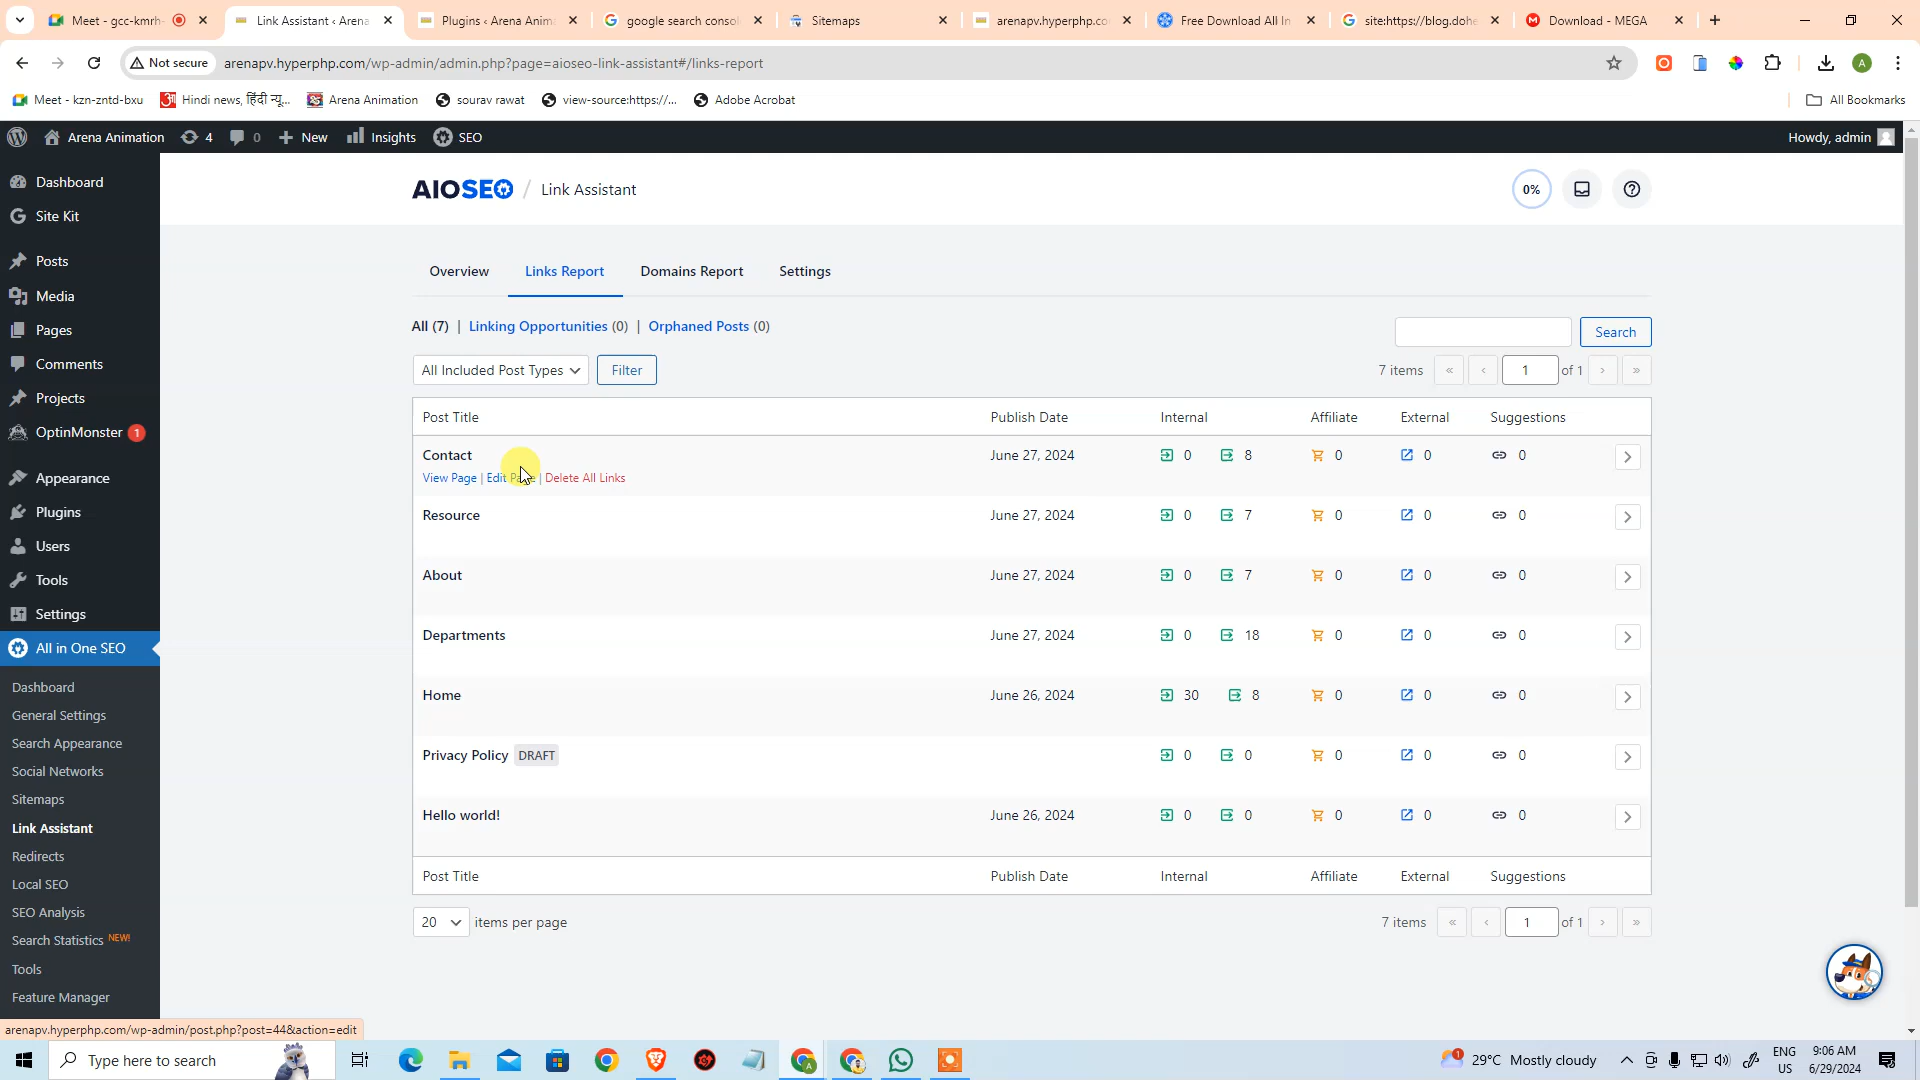 Meet - gcc-kmrh-
Link Assistant ‹ Arena
Plugins ‹ Arena Anim
google search consol
Sitemaps
arenapv.hyperphp.co
Free Download All In
site:https://blog.dohe
Download - MEGA
Not secure
arenapv.hyperphp.com/wp-admin/admin.php?page=aioseo-link-assistant#/links-report
A
Meet - kzn-zntd-bxu
Hindi news, हिंदी न्यू...
Arena Animation
sourav rawat
view-source:https://...
Adobe Acrobat
All Bookmarks
Arena Animation
4
0
New
Insights
SEO
Howdy, admin
Dashboard
Site Kit
Posts
Media
Pages
Comments
Projects
OptinMonster 1
Appearance
Plugins
Users
Tools
Settings
All in One SEO
Dashboard
General Settings
Search Appearance
Social Networks
Sitemaps
Link Assistant
Redirects
Local SEO
SEO Analysis
Search Statistics NEW!
Tools
Feature Manager
AIOSEO / Link Assistant
0%
Overview Links Report Domains Report Settings
All (7) | Linking Opportunities (0) | Orphaned Posts (0)
Search
All Included Post Types Filter
7 items « ‹ 1 of 1 › »
Post Title Publish Date Internal Affiliate External Suggestions
Contact June 27, 2024 0 8 0 0 0
View Page | Edit Page | Delete All Links
Resource June 27, 2024 0 7 0 0 0
About June 27, 2024 0 7 0 0 0
Departments June 27, 2024 0 18 0 0 0
Home June 26, 2024 30 8 0 0 0
Privacy Policy DRAFT 0 0 0 0 0
Hello world! June 26, 2024 0 0 0 0 0
Post Title Publish Date Internal Affiliate External Suggestions
20 items per page
7 items « ‹ 1 of 1 › »
arenapv.hyperphp.com/wp-admin/post.php?post=44&action=edit
Type here to search
29°C Mostly cloudy
ENG
US
9:06 AM
6/29/2024